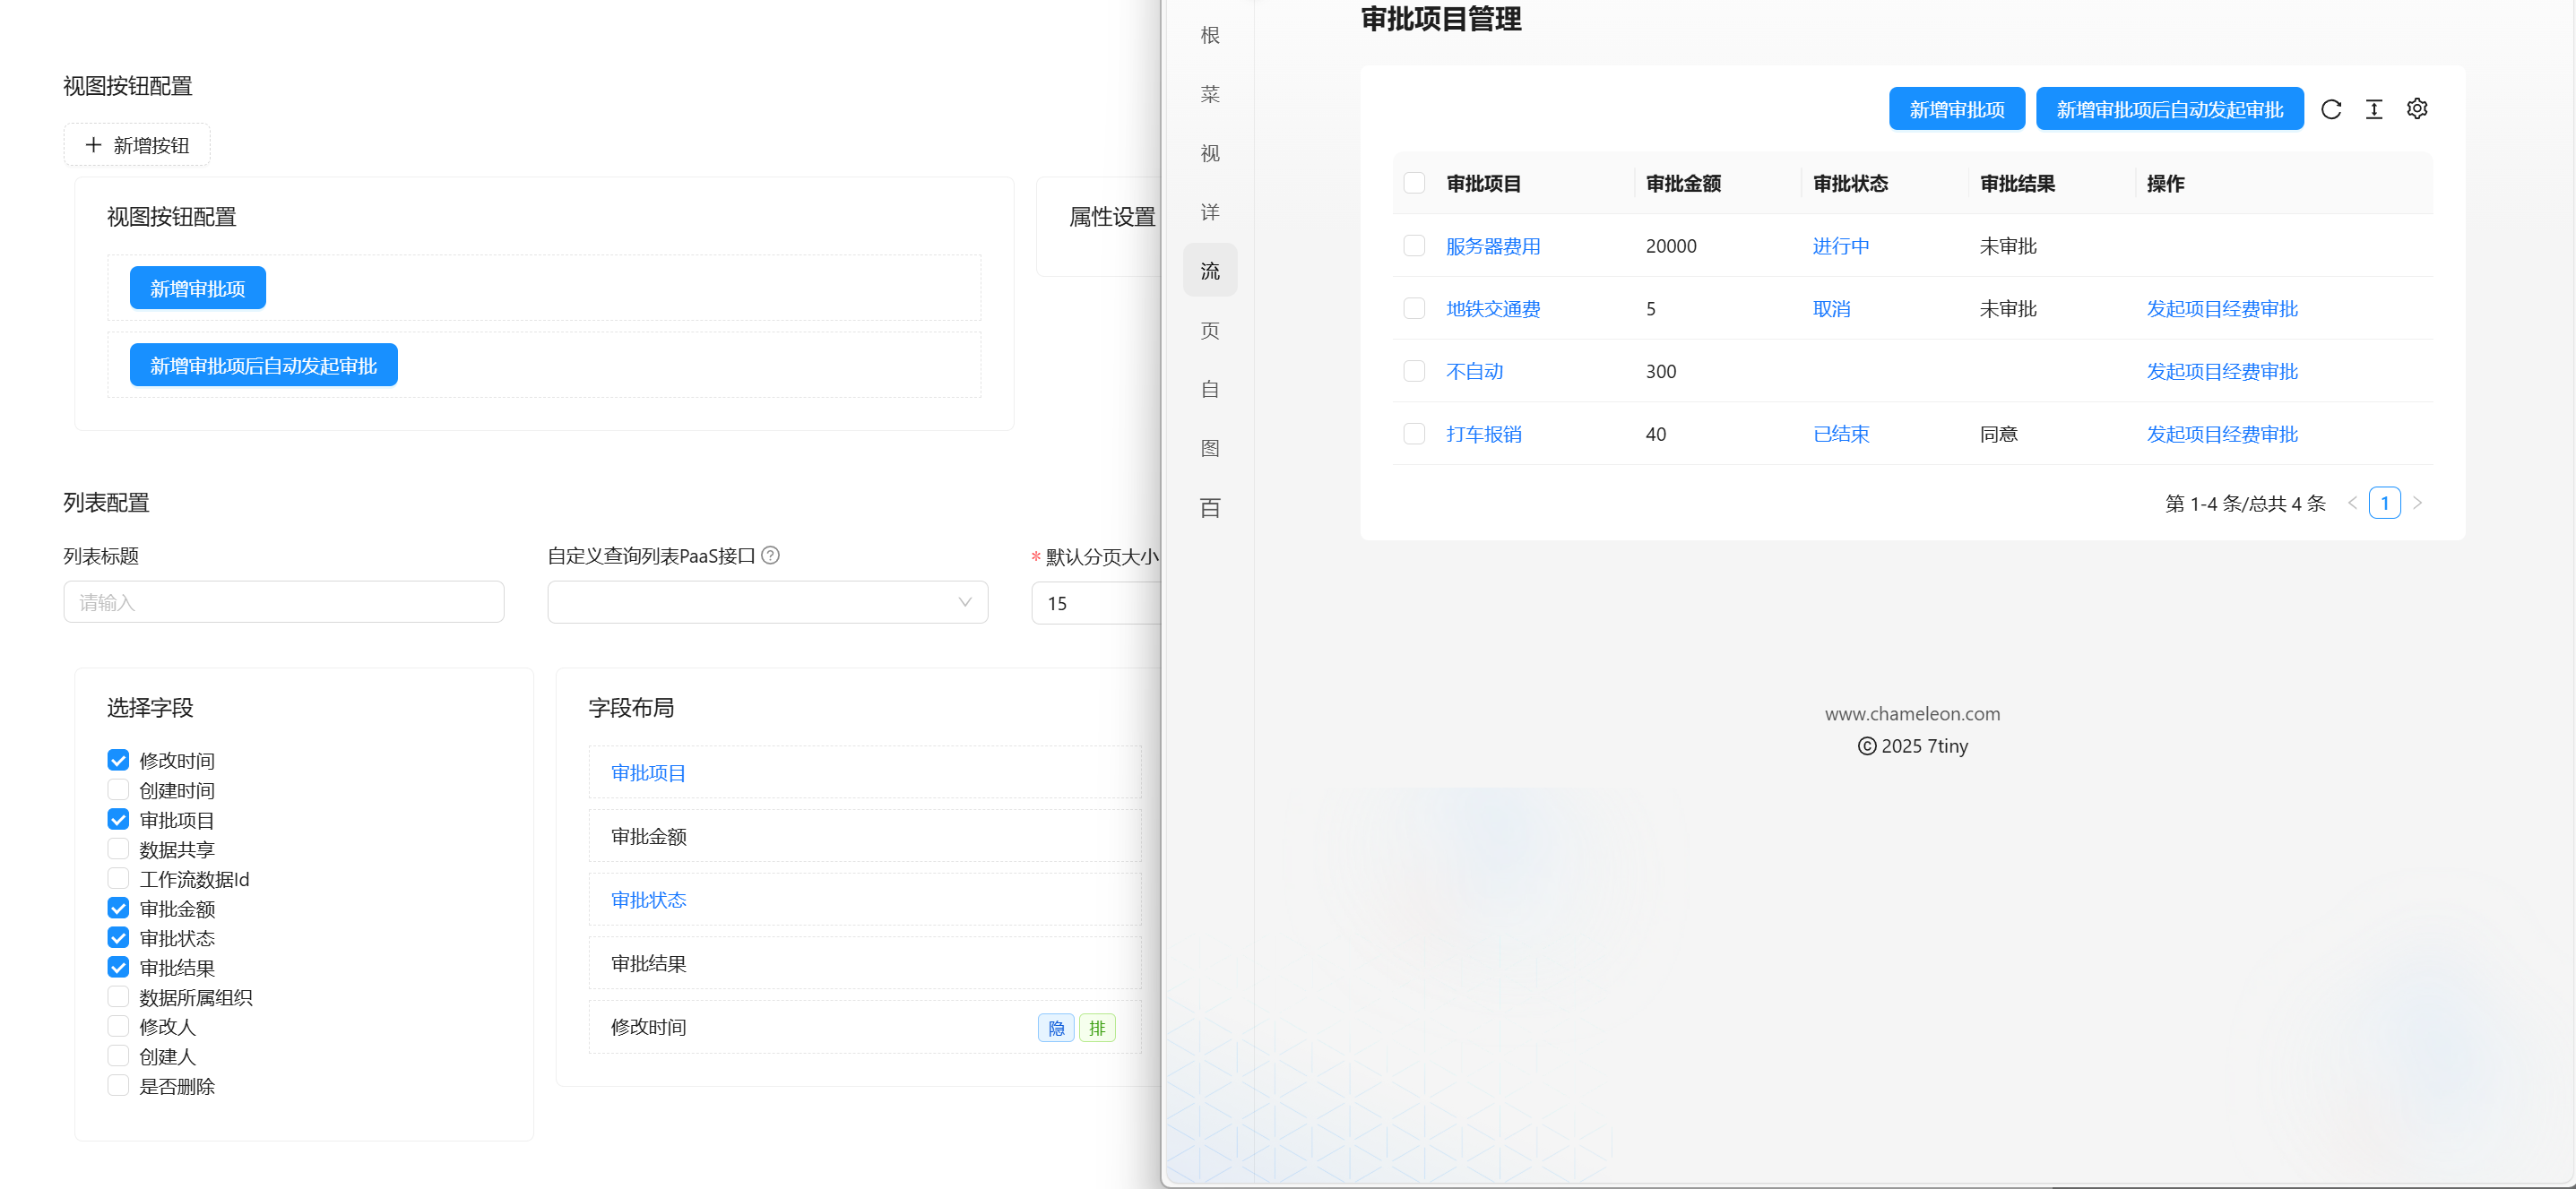 视图按钮配置
新增按钮
视图按钮配置
新增审批项
新增审批项后自动发起审批
属性设置
列表配置
列表标题
请输入
自定义查询列表PaaS接口
* 默认分页大小
15
选择字段
修改时间
创建时间
审批项目
数据共享
工作流数据Id
审批金额
审批状态
审批结果
数据所属组织
修改人
创建人
是否删除
字段布局
审批项目
审批金额
审批状态
审批结果
修改时间 隐 排
根
菜
视
详
流
页
自
图
百
审批项目管理
新增审批项 新增审批项后自动发起审批
审批项目 审批金额 审批状态 审批结果 操作
服务器费用 20000 进行中 未审批
地铁交通费 5 取消 未审批 发起项目经费审批
不自动 300 发起项目经费审批
打车报销 40 已结束 同意 发起项目经费审批
第 1-4 条/总共 4 条 < 1 >
www.chameleon.com
© 2025 7tiny